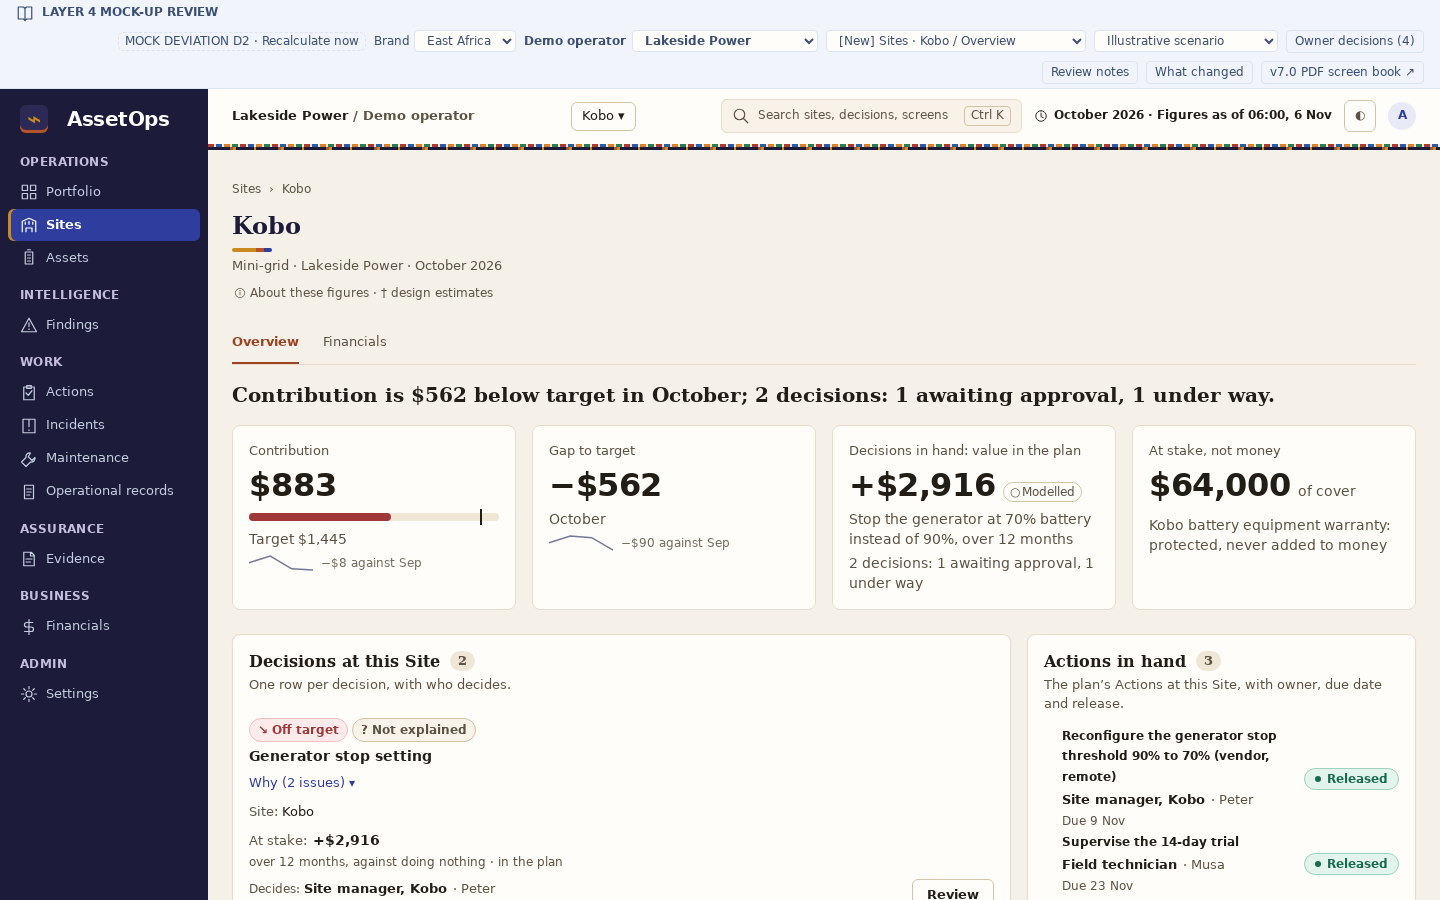 LAYER 4 MOCK-UP REVIEW
MOCK DEVIATION D2 · Recalculate now Brand East Africa Demo operator Lakeside Power [New] Sites · Kobo / Overview Illustrative scenario Owner decisions (4)
Review notes What changed v7.0 PDF screen book ↗
AssetOps
OPERATIONS
Portfolio
Sites
Assets
INTELLIGENCE
Findings
WORK
Actions
Incidents
Maintenance
Operational records
ASSURANCE
Evidence
BUSINESS
Financials
ADMIN
Settings
Lakeside Power / Demo operator Kobo ▾ Search sites, decisions, screens Ctrl K October 2026 · Figures as of 06:00, 6 Nov A
Sites › Kobo
Kobo
Mini-grid · Lakeside Power · October 2026
About these figures · † design estimates
Overview Financials
Contribution is $562 below target in October; 2 decisions: 1 awaiting approval, 1 under way.
Contribution
$883
Target $1,445
−$8 against Sep
Gap to target
−$562
October
−$90 against Sep
Decisions in hand: value in the plan
+$2,916 Modelled
Stop the generator at 70% battery
instead of 90%, over 12 months
2 decisions: 1 awaiting approval, 1
under way
At stake, not money
$64,000 of cover
Kobo battery equipment warranty:
protected, never added to money
Decisions at this Site 2
One row per decision, with who decides.
↘ Off target ? Not explained
Generator stop setting
Why (2 issues) ▾
Site: Kobo
At stake: +$2,916
over 12 months, against doing nothing · in the plan
Decides: Site manager, Kobo · Peter
Review
Actions in hand 3
The plan’s Actions at this Site, with owner, due date
and release.
Reconfigure the generator stop
threshold 90% to 70% (vendor,
remote)
Released
Site manager, Kobo · Peter
Due 9 Nov
Supervise the 14-day trial
Field technician · Musa
Released
Due 23 Nov